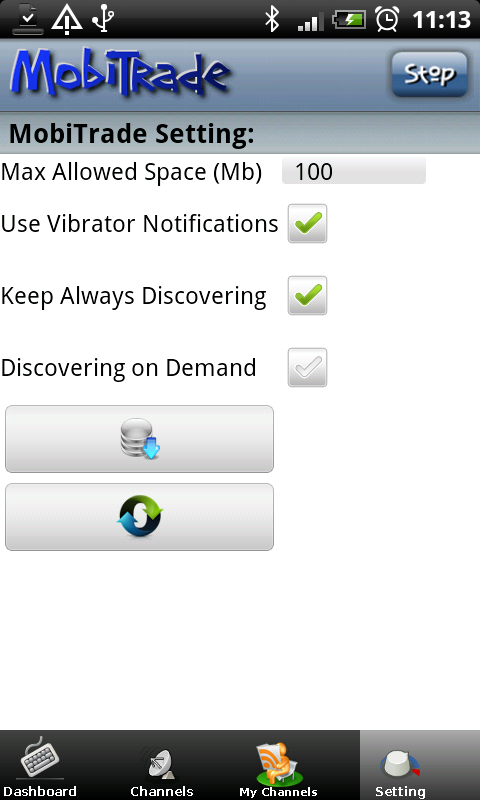 11:13
MobiTrade
Stop
MobiTrade Setting:
Max Allowed Space (Mb) 100
Use Vibrator Notifications
Keep Always Discovering
Discovering on Demand
Dashboard Channels My Channels Setting